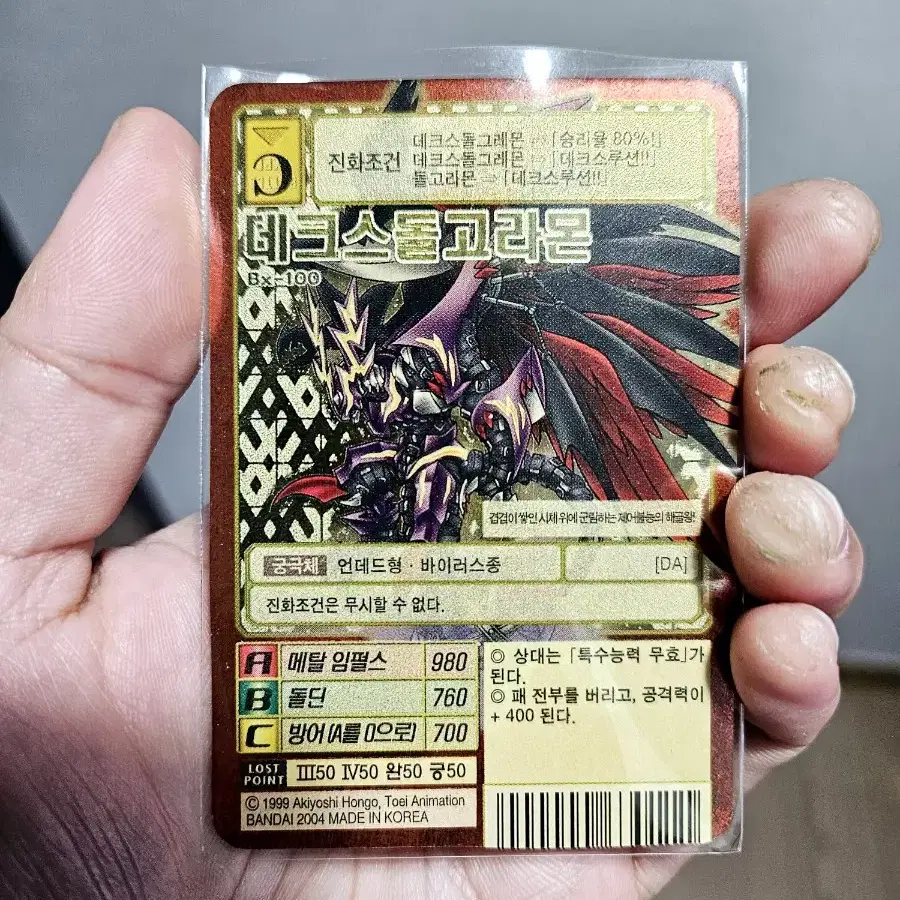 진화조건
데크스돌그레몬 ⇨ 「승리율 80%!」
데크스돌그레몬 ⇨ 「데크스루션!!」
돌고라몬 ⇨ 「데크스루션!!」
C
데크스돌고라몬
Bx-100
겹겹이 쌓인 시체 위에 군림하는 제어불능의 해골왕!
궁극체 언데드형·바이러스종 [DA]
진화조건은 무시할 수 없다.
A 메탈 임펄스 980
B 돌딘 760
C 방어 (A를 0으로) 700
◎ 상대는 「특수능력 무효」가
된다.
◎ 패 전부를 버리고, 공격력이
+ 400 된다.
LOST
POINT
Ⅲ50 Ⅳ50 완50 궁50
© 1999 Akiyoshi Hongo, Toei Animation
BANDAI 2004 MADE IN KOREA